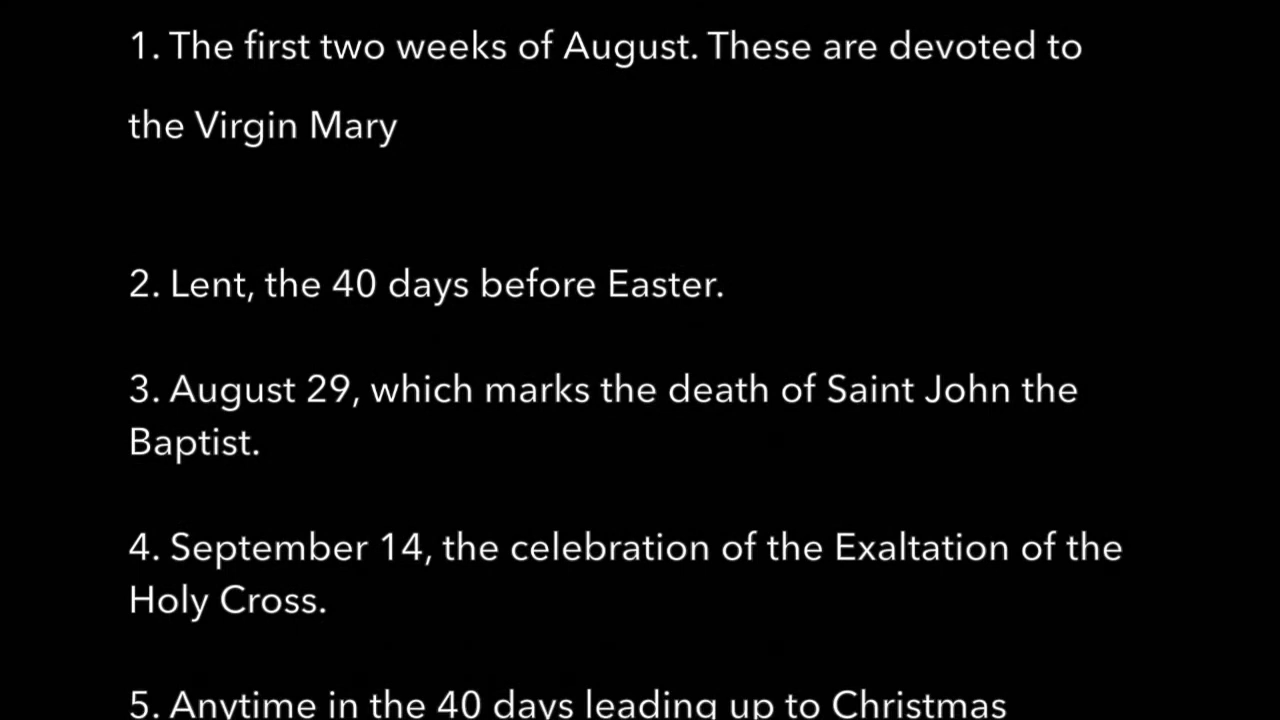 1. The first two weeks of August. These are devoted to
the Virgin Mary
2. Lent, the 40 days before Easter.
3. August 29, which marks the death of Saint John the
Baptist.
4. September 14, the celebration of the Exaltation of the
Holy Cross.
5. Anytime in the 40 days leading up to Christmas